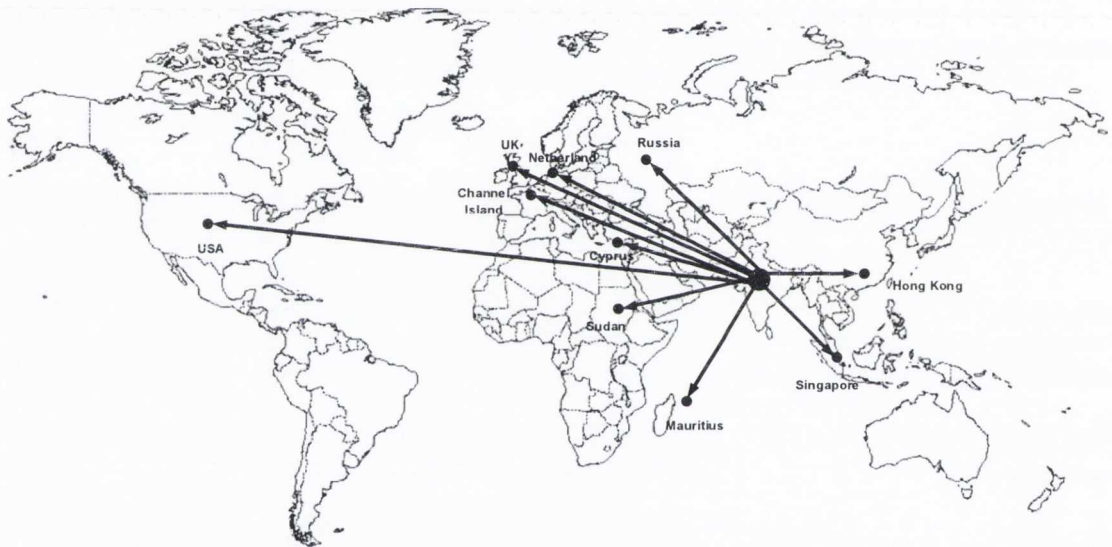 UK
Netherland
Russia
Channel
Island
USA
Cyprus
Hong Kong
Sudan
Singapore
Mauritius